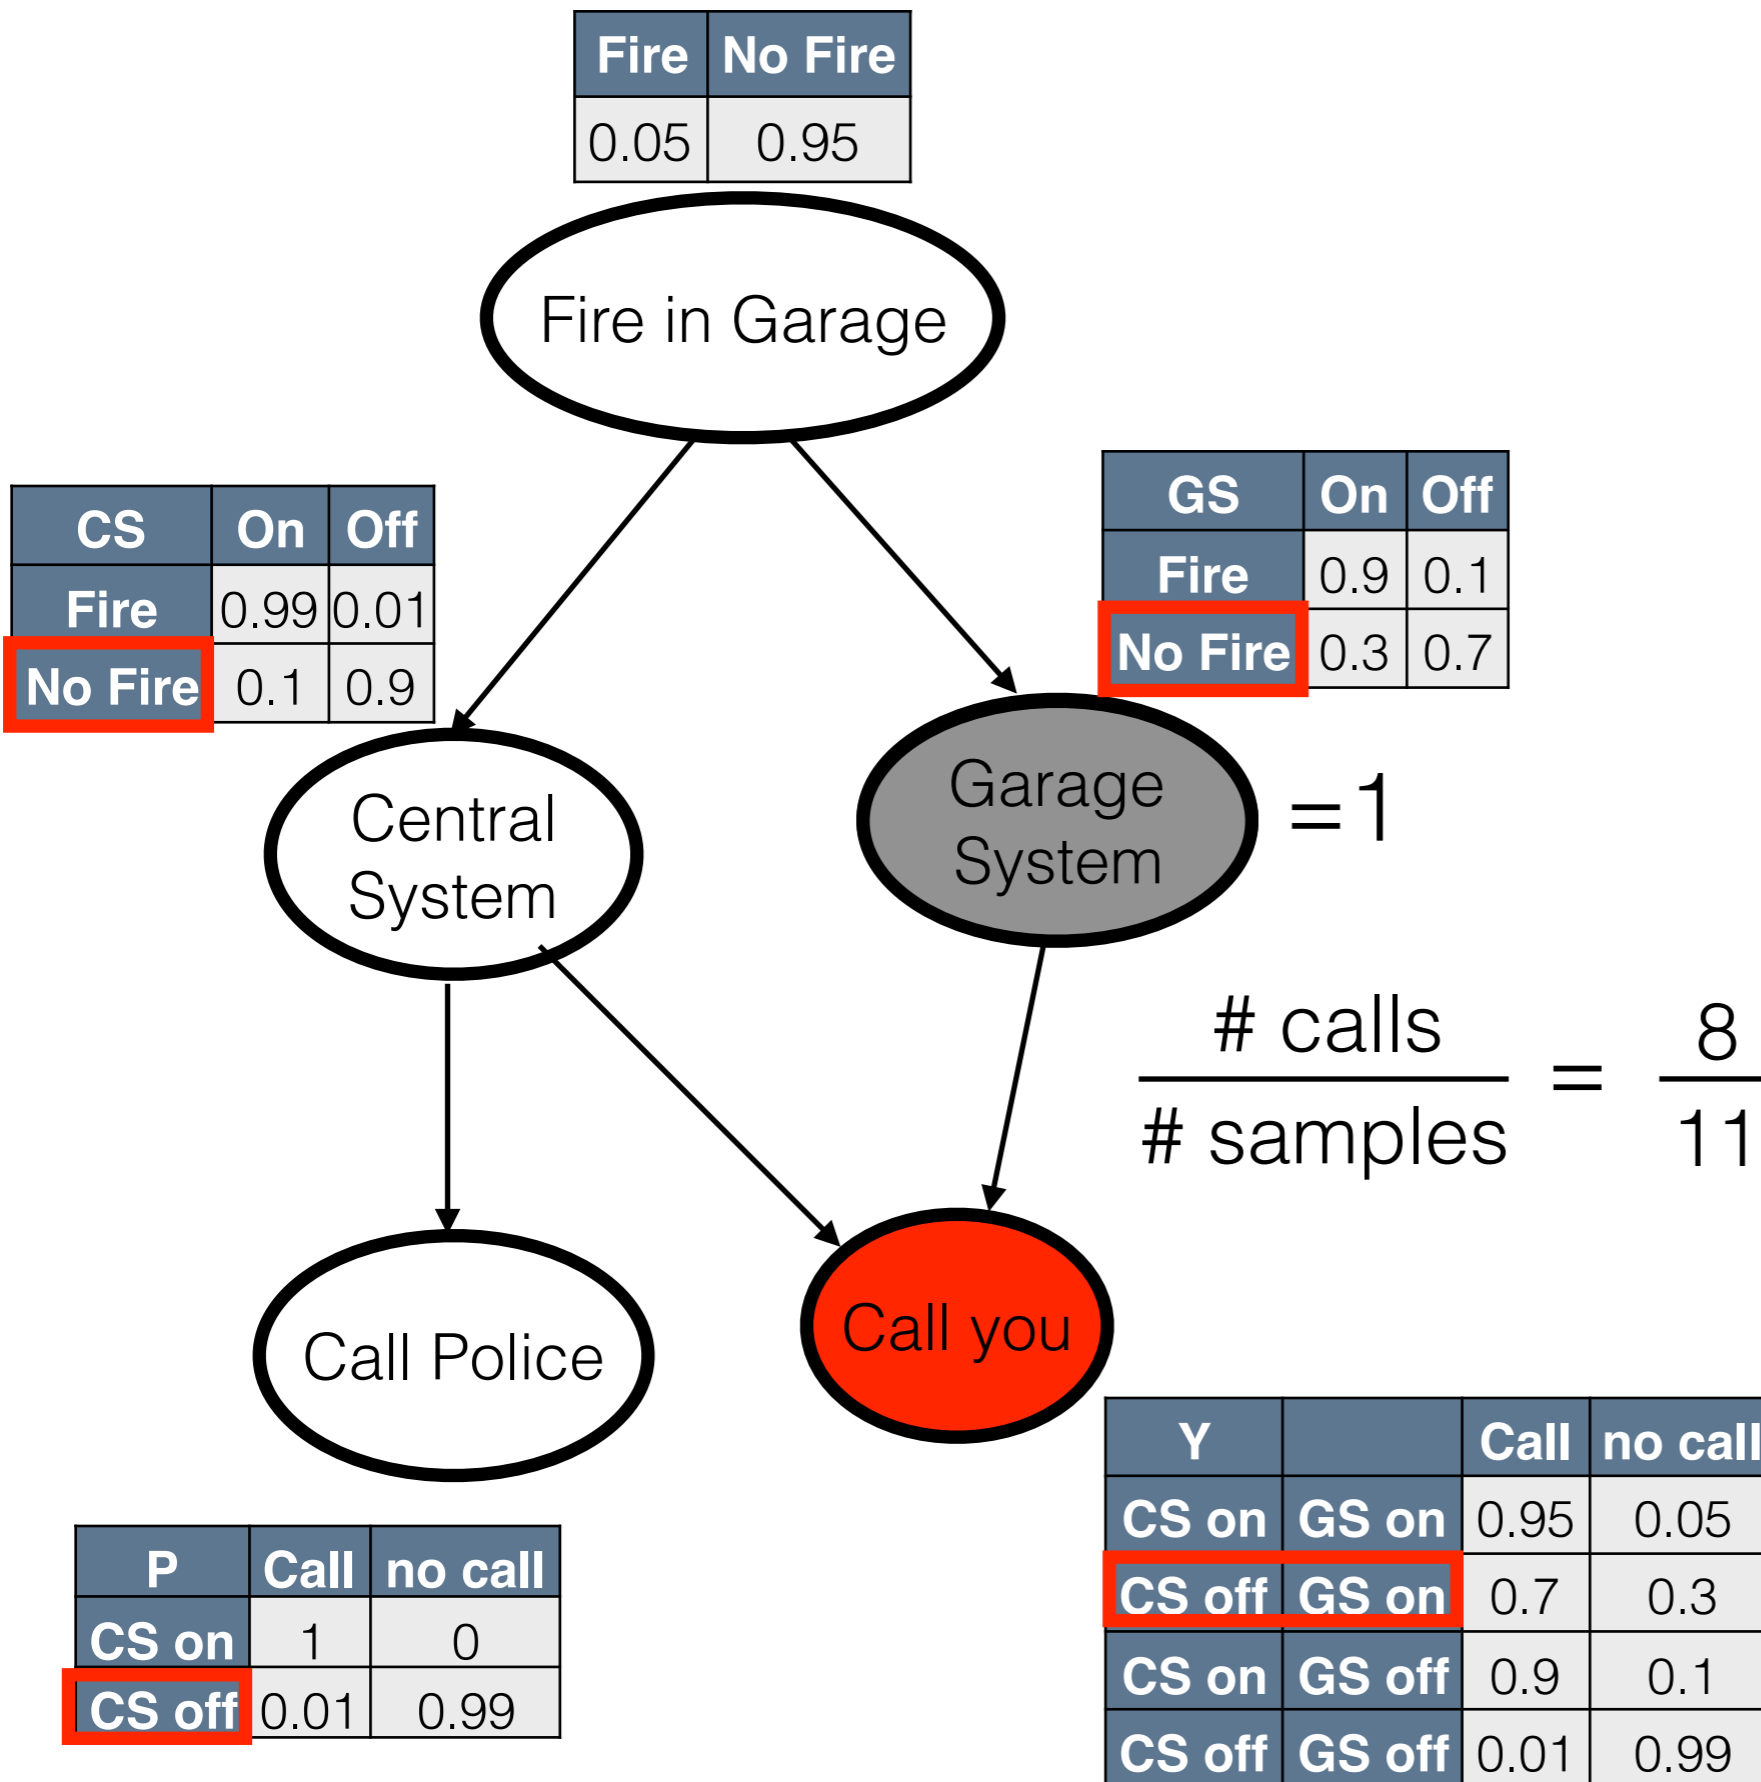 Fire No Fire
0.05 0.95
Fire in Garage
CS On Off
Fire 0.99 0.01
No Fire 0.1 0.9
GS On Off
Fire 0.9 0.1
No Fire 0.3 0.7
Central
System
Garage
System
=1
# calls
# samples
=
8
11
Call Police
Call you
P Call no call
CS on 1 0
CS off 0.01 0.99
Y Call no call
CS on GS on 0.95 0.05
CS off GS on 0.7 0.3
CS on GS off 0.9 0.1
CS off GS off 0.01 0.99